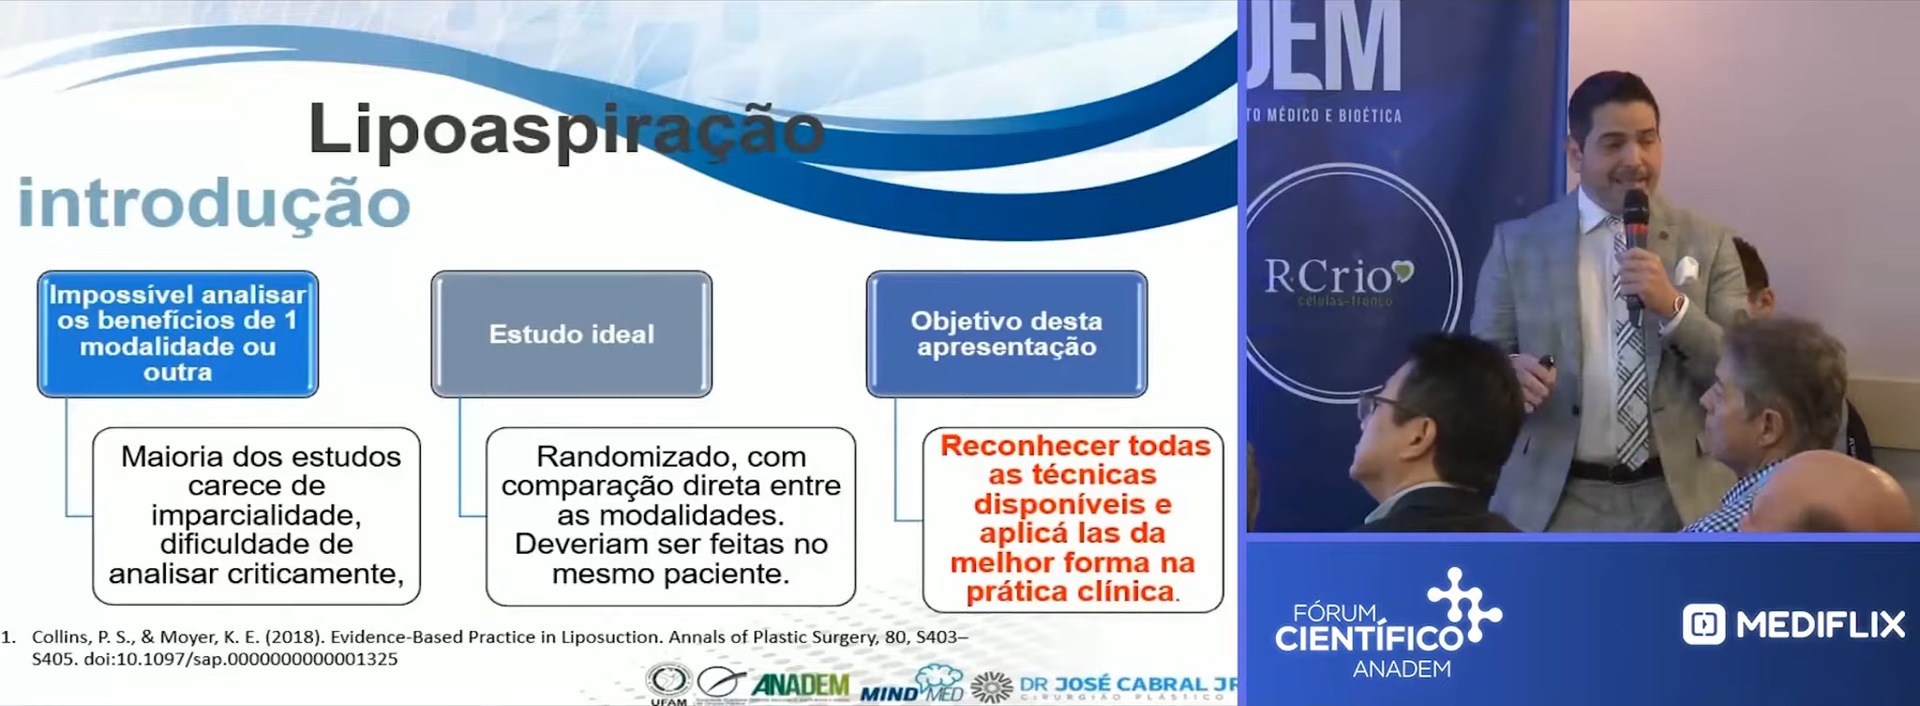 Lipoaspiração
introdução
Impossível analisar
os benefícios de 1
modalidade ou
outra
Maioria dos estudos
carece de
imparcialidade,
dificuldade de
analisar criticamente,
Estudo ideal
Randomizado, com
comparação direta entre
as modalidades.
Deveriam ser feitas no
mesmo paciente.
Objetivo desta
apresentação
Reconhecer todas
as técnicas
disponíveis e
aplicá las da
melhor forma na
prática clínica.
1. Collins, P. S., & Moyer, K. E. (2018). Evidence-Based Practice in Liposuction. Annals of Plastic Surgery, 80, S403–
S405. doi:10.1097/sap.0000000000001325
UFAM
ANADEM
MINDMED
DR JOSÉ CABRAL JR
CIRURGIÃO PLÁSTICO
DEM
TO MÉDICO E BIOÉTICA
R·Crio
células-tronco
FÓRUM
CIENTÍFICO
ANADEM
MEDIFLIX